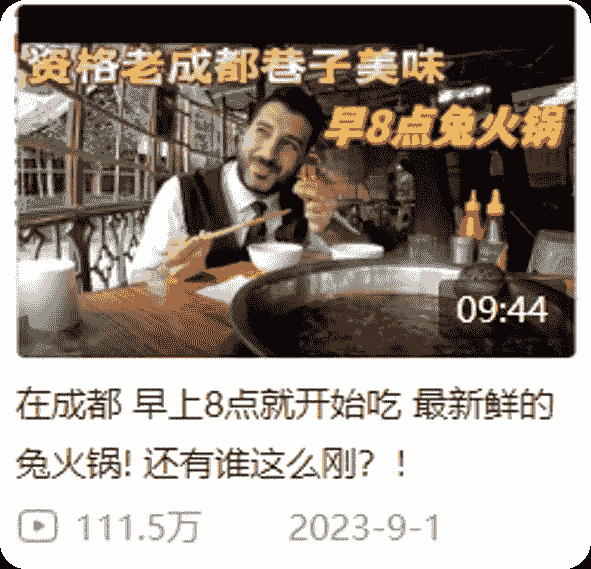 资格老成都巷子美味
早8点兔火锅
09:44
在成都 早上8点就开始吃 最新鲜的
兔火锅! 还有谁这么刚？！
111.5万 2023-9-1